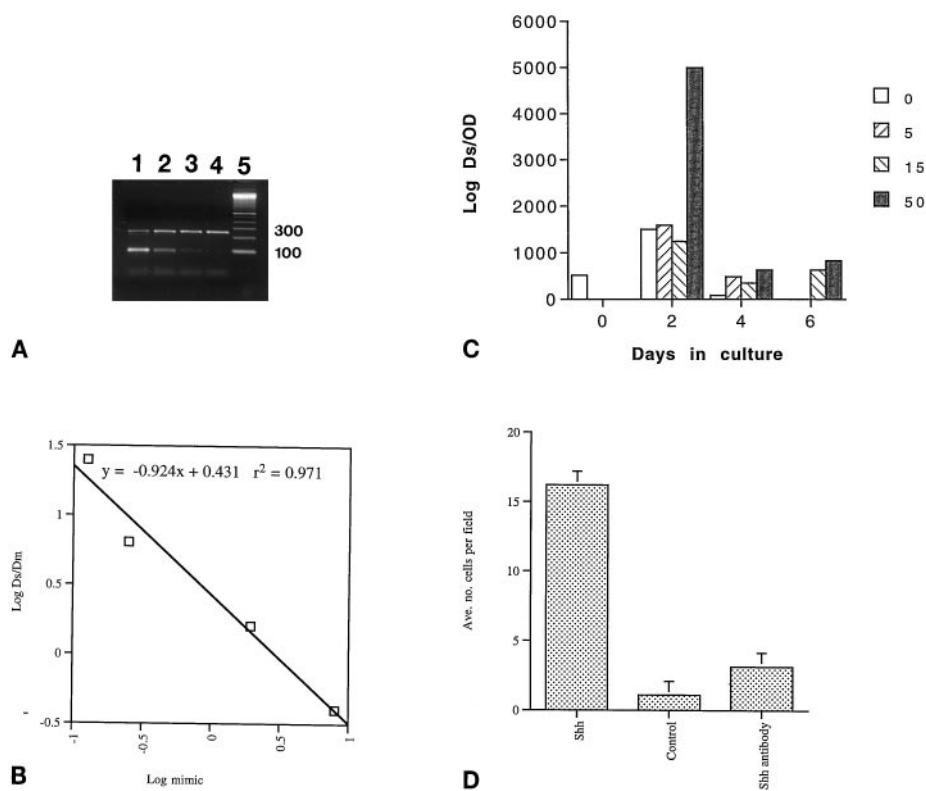 1 2 3 4 5
300
100
A
6000
5000
4000
3000
2000
1000
0
Log Ds/OD
0 2 4 6
Days in culture
0
5
15
50
C
1.5
1
0.5
0
-0.5
-
Log Ds/Dm
y = -0.924x + 0.431 r² = 0.971
-1 -0.5 0 0.5 1
Log mimic
B
20
15
10
5
0
Ave. no. cells per field
Shh
Control
Shh antibody
D